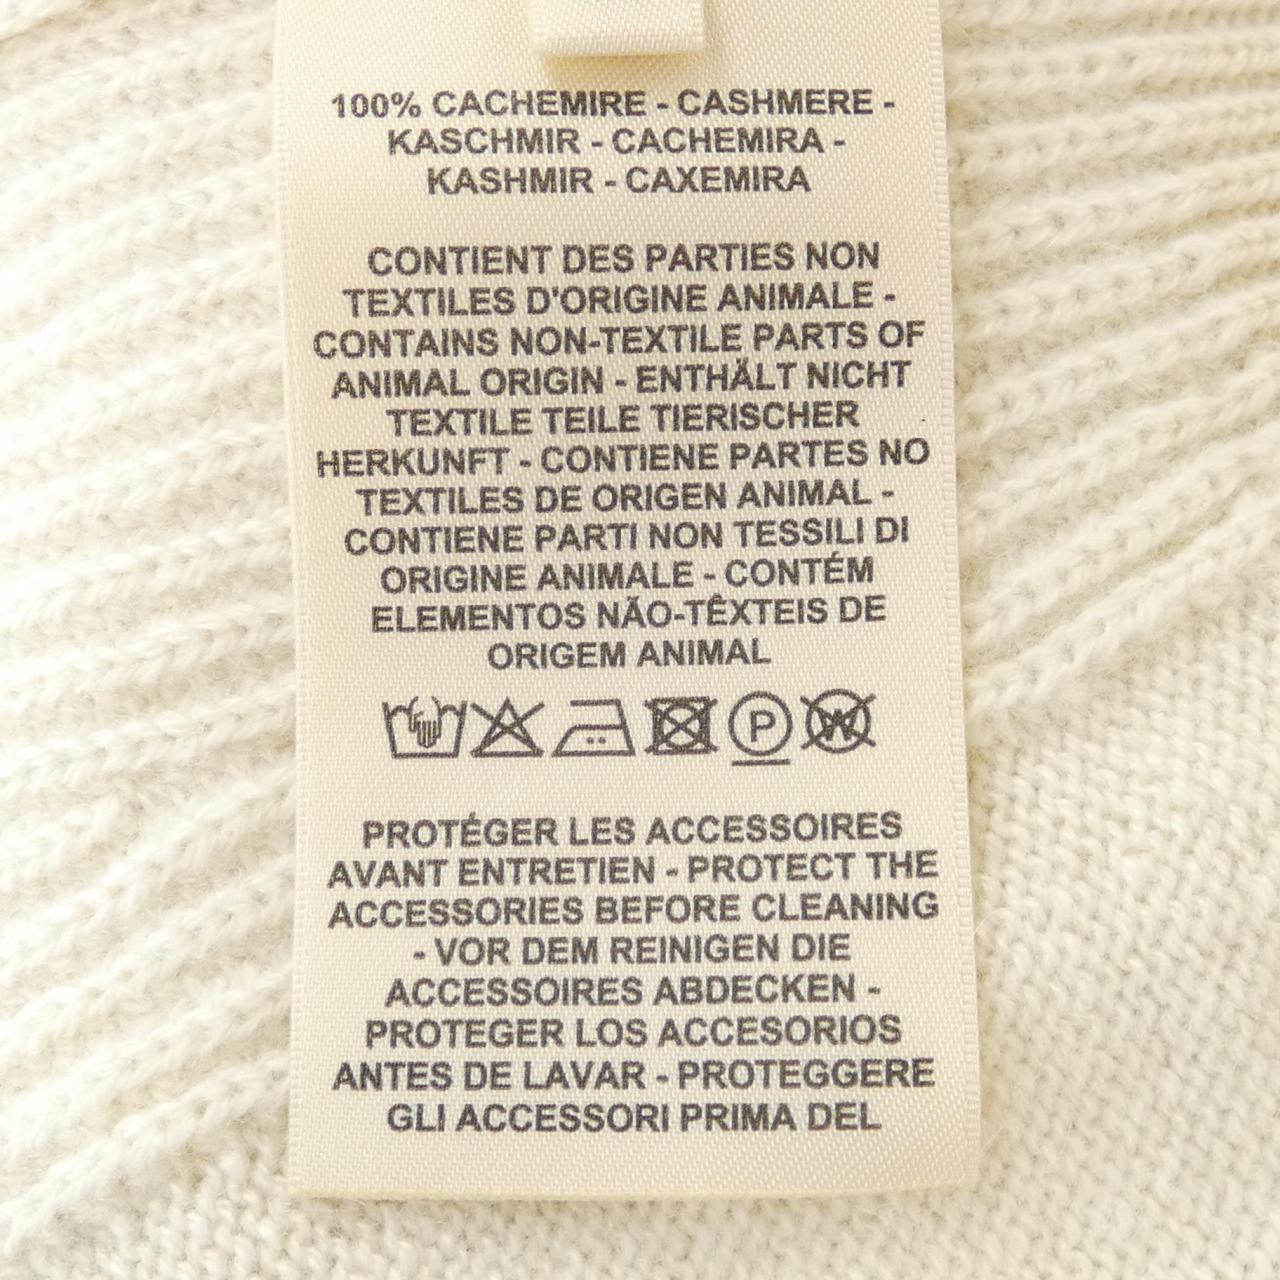 100% CACHEMIRE - CASHMERE -
KASCHMIR - CACHEMIRA -
KASHMIR - CAXEMIRA
CONTIENT DES PARTIES NON
TEXTILES D'ORIGINE ANIMALE -
CONTAINS NON-TEXTILE PARTS OF
ANIMAL ORIGIN - ENTHÄLT NICHT
TEXTILE TEILE TIERISCHER
HERKUNFT - CONTIENE PARTES NO
TEXTILES DE ORIGEN ANIMAL -
CONTIENE PARTI NON TESSILI DI
ORIGINE ANIMALE - CONTÉM
ELEMENTOS NÃO-TÊXTEIS DE
ORIGEM ANIMAL
P W
PROTÉGER LES ACCESSOIRES
AVANT ENTRETIEN - PROTECT THE
ACCESSORIES BEFORE CLEANING
- VOR DEM REINIGEN DIE
ACCESSOIRES ABDECKEN -
PROTEGER LOS ACCESORIOS
ANTES DE LAVAR - PROTEGGERE
GLI ACCESSORI PRIMA DEL